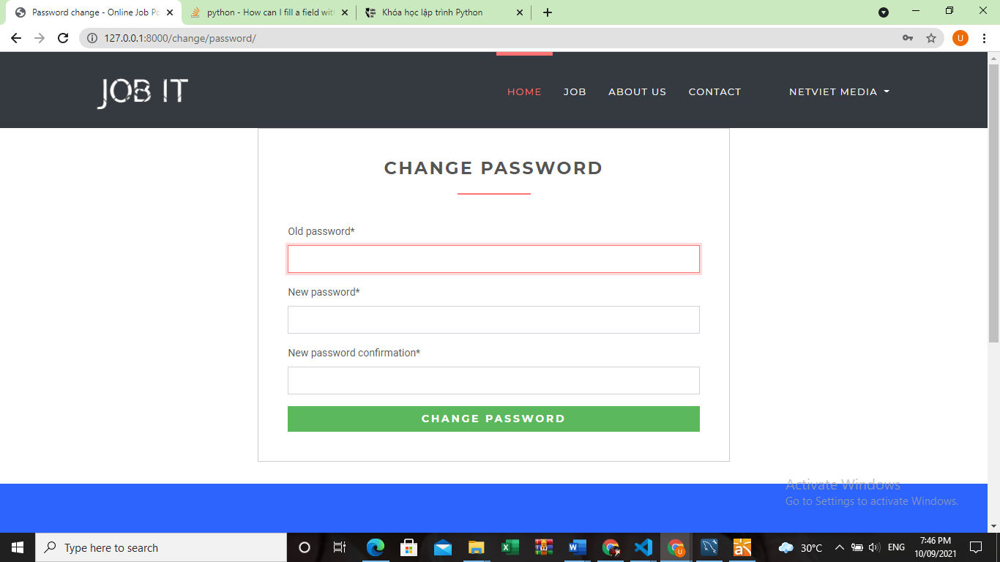 Password change - Online Job Po
python - How can I fill a field wit
Khóa học lập trình Python
127.0.0.1:8000/change/password/
U
JOB IT
HOME
JOB
ABOUT US
CONTACT
NETVIET MEDIA
CHANGE PASSWORD
Old password*
New password*
New password confirmation*
CHANGE PASSWORD
Activate Windows
Go to Settings to activate Windows.
Type here to search
30°C
ENG
7:46 PM
10/09/2021